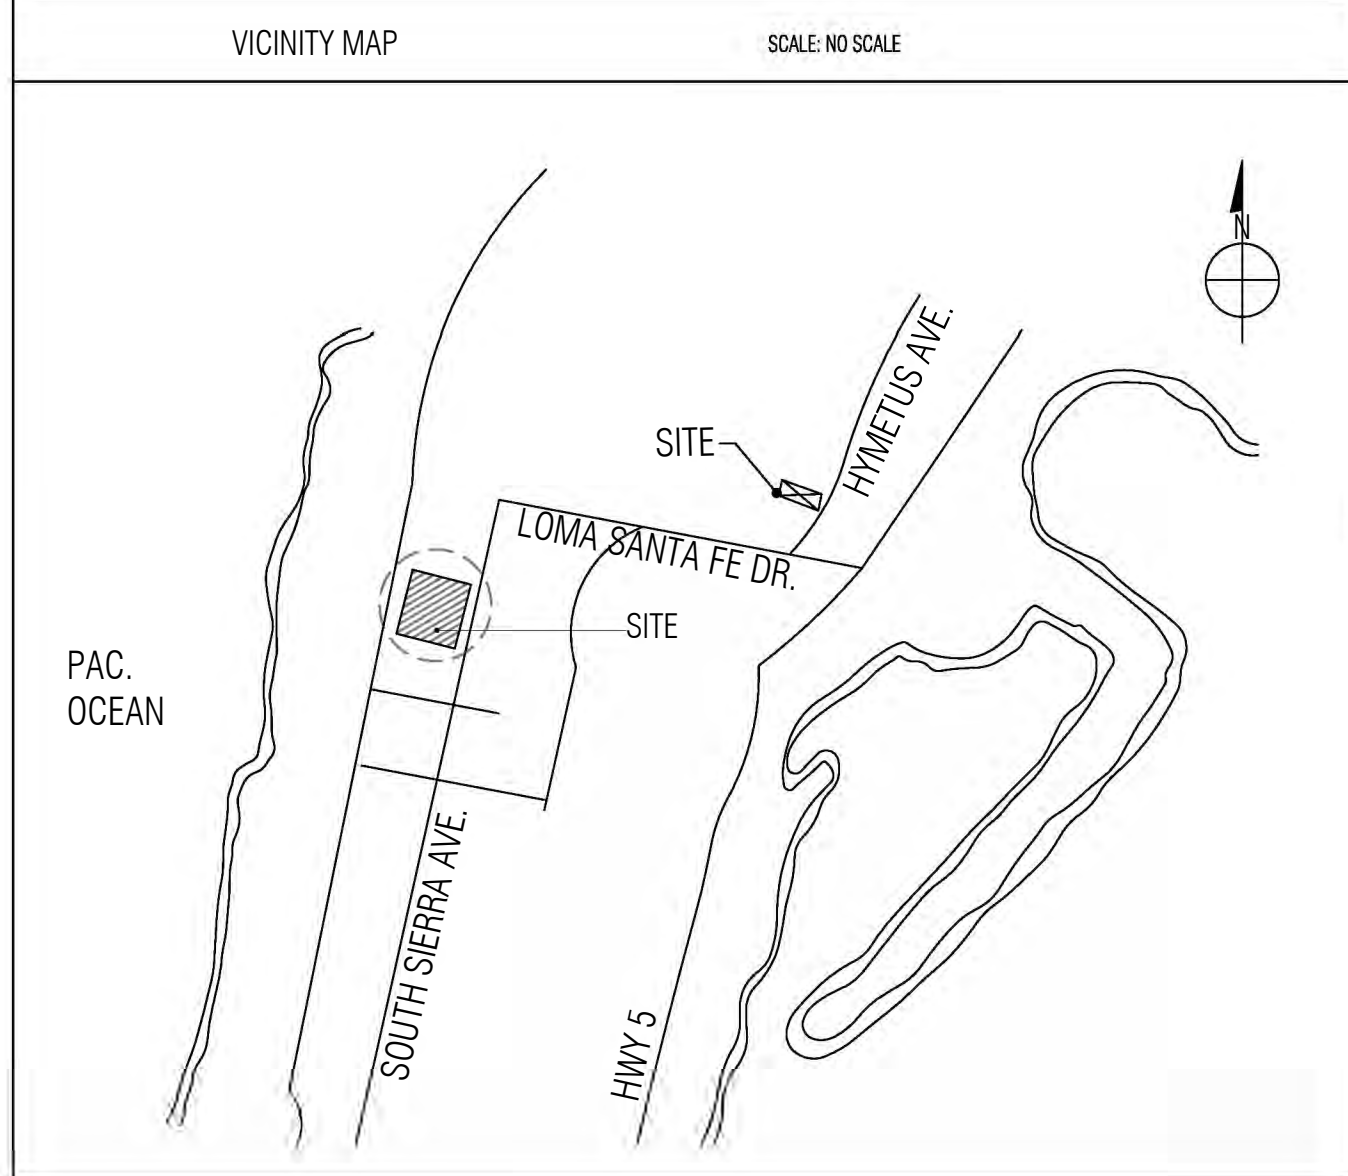 VICINITY MAP
SCALE: NO SCALE
N
HYMETUS AVE.
SITE
LOMA SANTA FE DR.
SITE
PAC.
OCEAN
SOUTH SIERRA AVE.
HWY 5